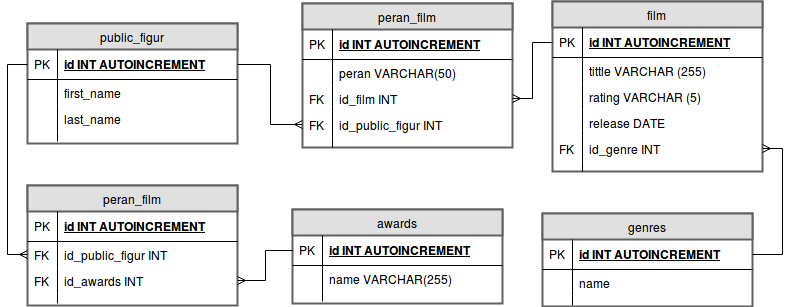 public_figur
PK id INT AUTOINCREMENT
first_name
last_name
peran_film
PK id INT AUTOINCREMENT
peran VARCHAR(50)
FK id_film INT
FK id_public_figur INT
film
PK id INT AUTOINCREMENT
tittle VARCHAR (255)
rating VARCHAR (5)
release DATE
FK id_genre INT
peran_film
PK id INT AUTOINCREMENT
FK id_public_figur INT
FK id_awards INT
awards
PK id INT AUTOINCREMENT
name VARCHAR(255)
genres
PK id INT AUTOINCREMENT
name